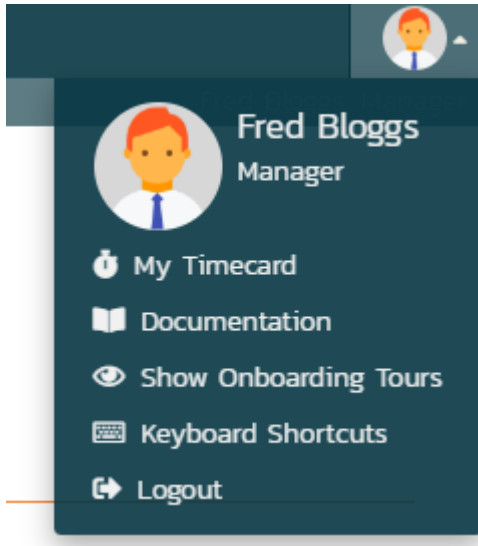 Fred Bloggs
Manager
My Timecard
Documentation
Show Onboarding Tours
Keyboard Shortcuts
Logout